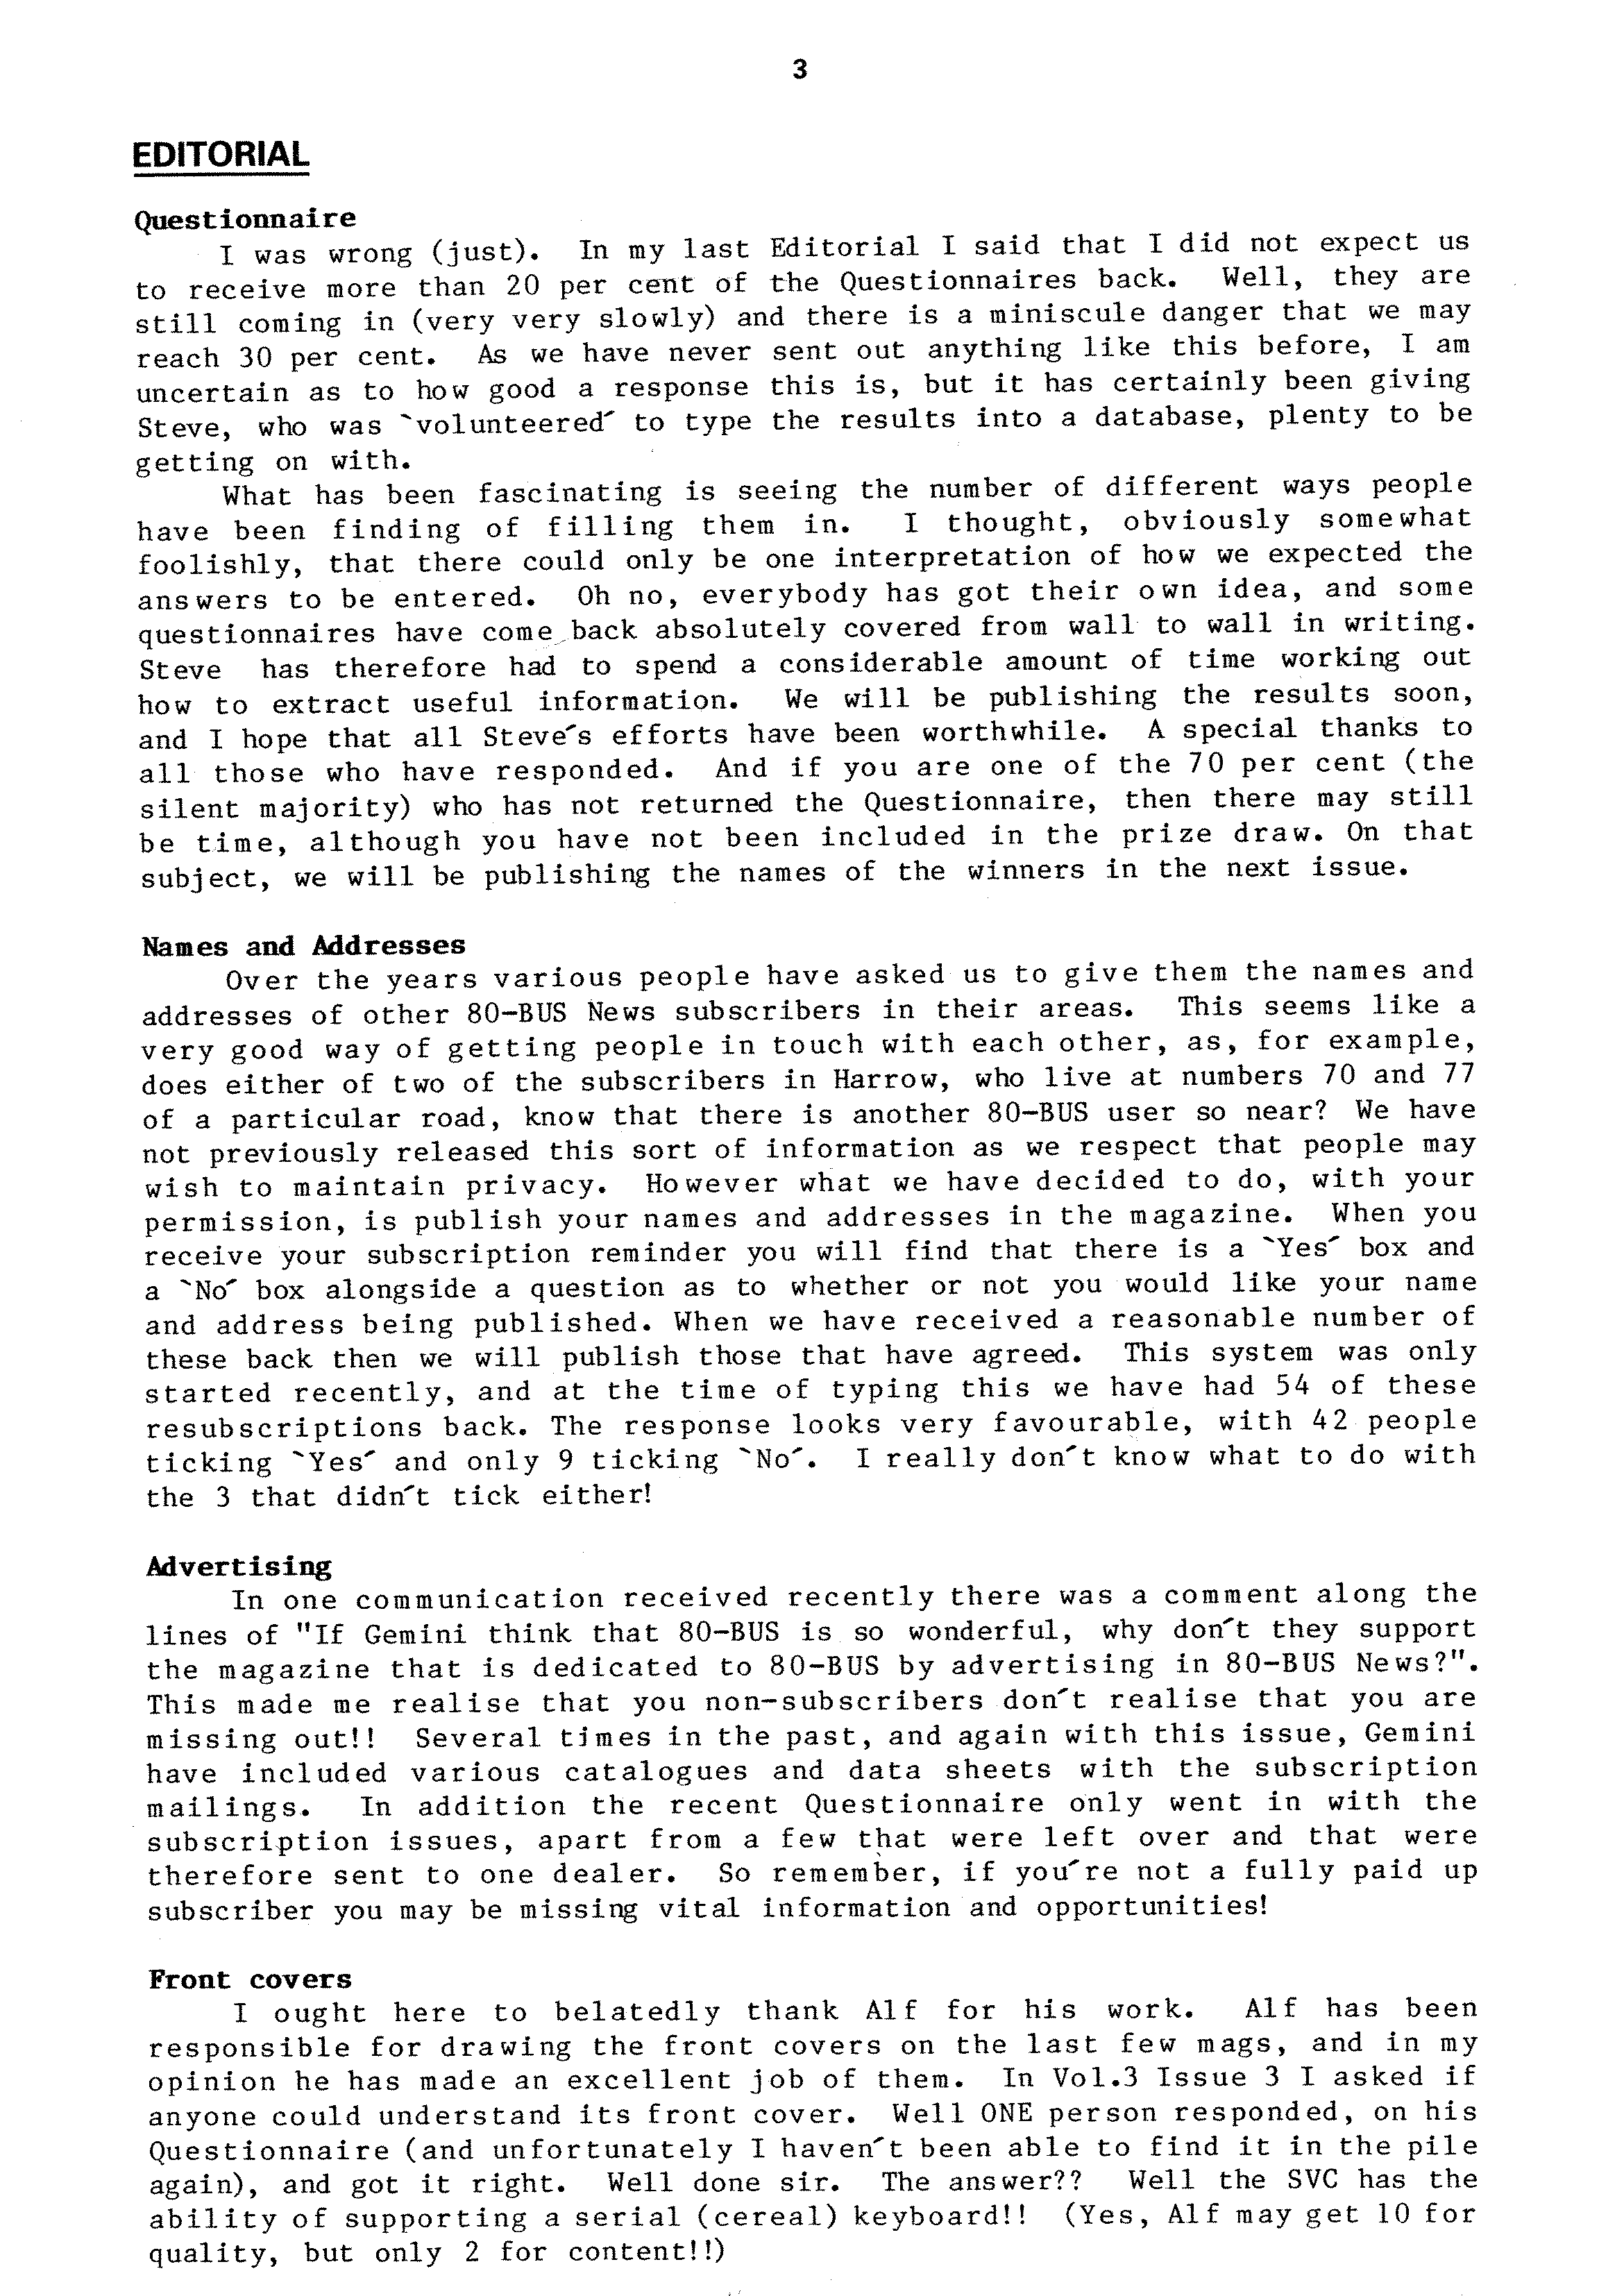 3
EDITORIAL
Questionnaire
I was wrong (just). In my last Editorial I said that I did not expect us
to receive more than 20 per cent of the Questionnaires back. Well, they are
still coming in (very very slowly) and there is a miniscule danger that we may
reach 30 per cent. As we have never sent out anything like this before, I am
uncertain as to how good a response this is, but it has certainly been giving
Steve, who was `volunteered´ to type the results into a database, plenty to be
getting on with.
What has been fascinating is seeing the number of different ways people
have been finding of filling them in. I thought, obviously somewhat
foolishly, that there could only be one interpretation of how we expected the
answers to be entered. Oh no, everybody has got their own idea, and some
questionnaires have come back absolutely covered from wall to wall in writing.
Steve has therefore had to spend a considerable amount of time working out
how to extract useful information. We will be publishing the results soon,
and I hope that all Steve´s efforts have been worthwhile. A special thanks to
all those who have responded. And if you are one of the 70 per cent (the
silent majority) who has not returned the Questionnaire, then there may still
be time, although you have not been included in the prize draw. On that
subject, we will be publishing the names of the winners in the next issue.
Names and Addresses
Over the years various people have asked us to give them the names and
addresses of other 80-BUS News subscribers in their areas. This seems like a
very good way of getting people in touch with each other, as, for example,
does either of two of the subscribers in Harrow, who live at numbers 70 and 77
of a particular road, know that there is another 80-BUS user so near? We have
not previously released this sort of information as we respect that people may
wish to maintain privacy. However what we have decided to do, with your
permission, is publish your names and addresses in the magazine. When you
receive your subscription reminder you will find that there is a `Yes´ box and
a `No´ box alongside a question as to whether or not you would like your name
and address being published. When we have received a reasonable number of
these back then we will publish those that have agreed. This system was only
started recently, and at the time of typing this we have had 54 of these
resubscriptions back. The response looks very favourable, with 42 people
ticking `Yes´ and only 9 ticking `No´. I really don´t know what to do with
the 3 that didn´t tick either!
Advertising
In one communication received recently there was a comment along the
lines of "If Gemini think that 80-BUS is so wonderful, why don´t they support
the magazine that is dedicated to 80-BUS by advertising in 80-BUS News?".
This made me realise that you non-subscribers don´t realise that you are
missing out!! Several times in the past, and again with this issue, Gemini
have included various catalogues and data sheets with the subscription
mailings. In addition the recent Questionnaire only went in with the
subscription issues, apart from a few that were left over and that were
therefore sent to one dealer. So remember, if you´re not a fully paid up
subscriber you may be missing vital information and opportunities!
Front covers
I ought here to belatedly thank Alf for his work. Alf has been
responsible for drawing the front covers on the last few mags, and in my
opinion he has made an excellent job of them. In Vol.3 Issue 3 I asked if
anyone could understand its front cover. Well ONE person responded, on his
Questionnaire (and unfortunately I haven´t been able to find it in the pile
again), and got it right. Well done sir. The answer?? Well the SVC has the
ability of supporting a serial (cereal) keyboard!! (Yes, Alf may get 10 for
quality, but only 2 for content!!)